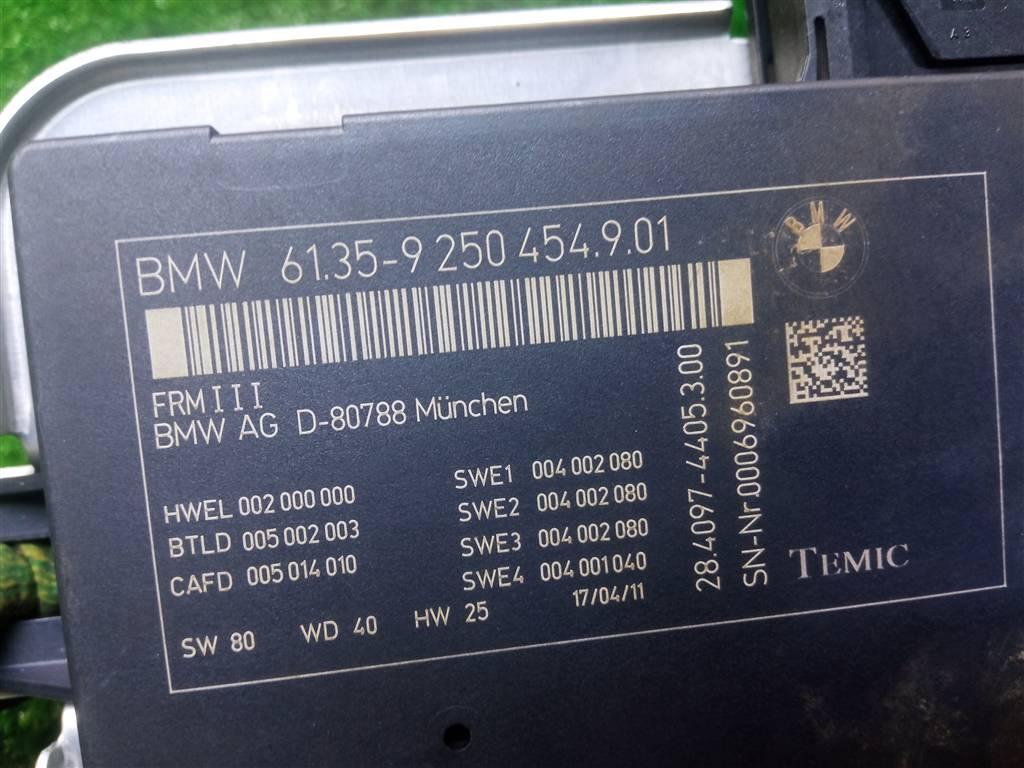 BMW 61.35-9 250 454.9.01
BMW
FRM III
BMW AG D-80788 München
HWEL 002 000 000
BTLD 005 002 003
CAFD 005 014 010
SWE1 004 002 080
SWE2 004 002 080
SWE3 004 002 080
SWE4 004 001 040
SW 80 WD 40 HW 25 17/04/11
28.4097-4405.3.00
SN-Nr.0006960891
TEMIC
A3